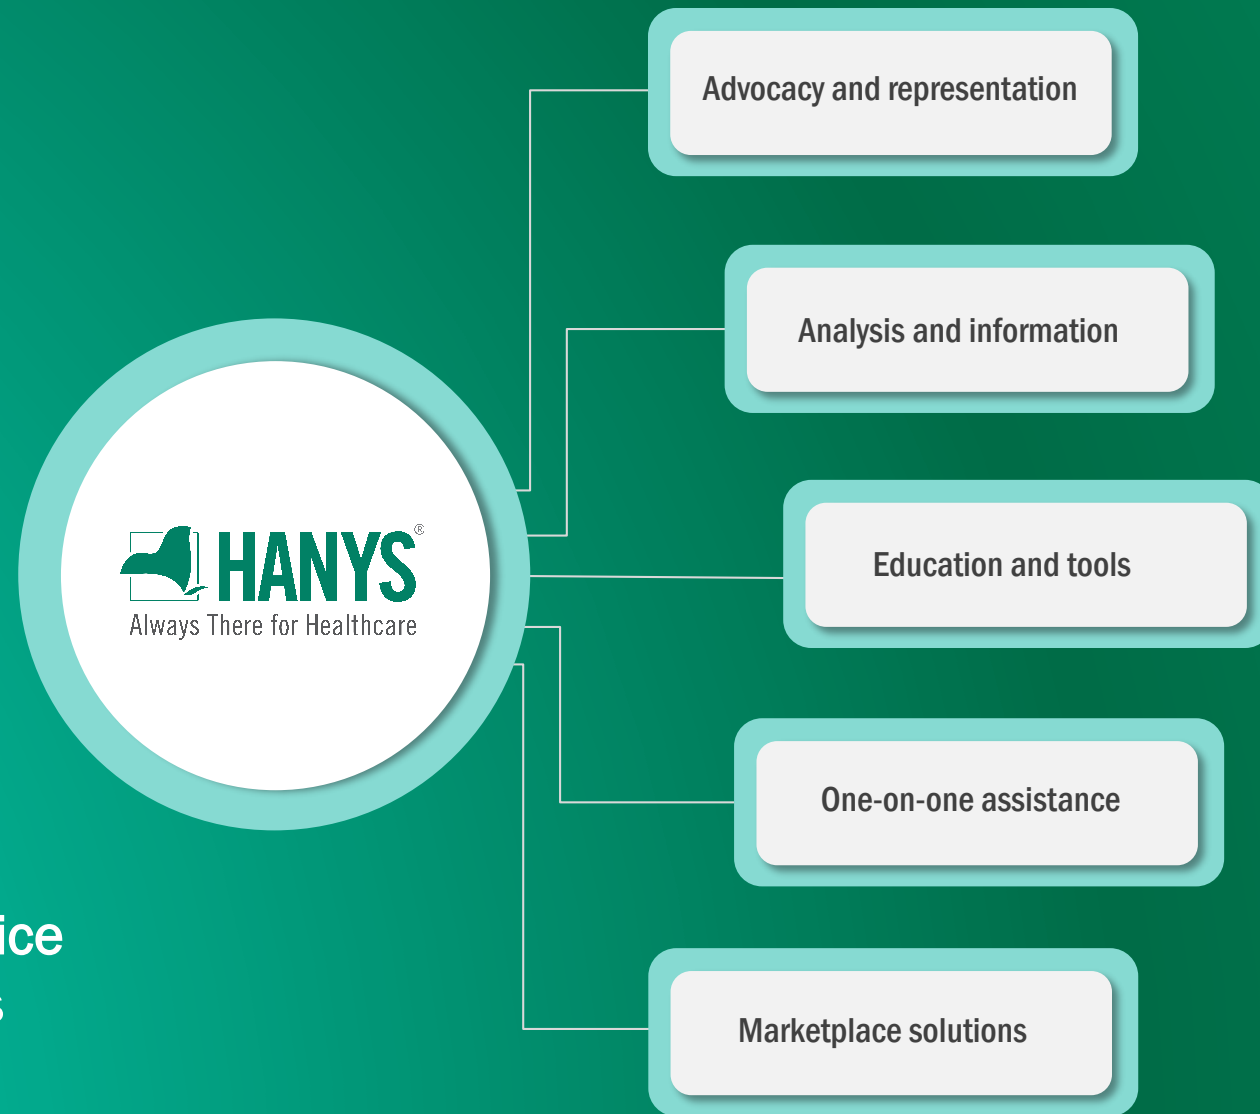 Advocacy and representation
Analysis and information
HANYS®
Always There for Healthcare
Education and tools
One-on-one assistance
Marketplace solutions